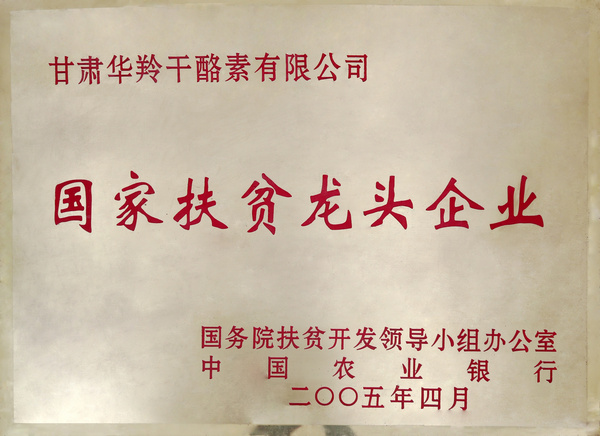 甘肃华羚干酪素有限公司
国家扶贫龙头企业
国务院扶贫开发领导小组办公室
中国农业银行
二〇〇五年四月